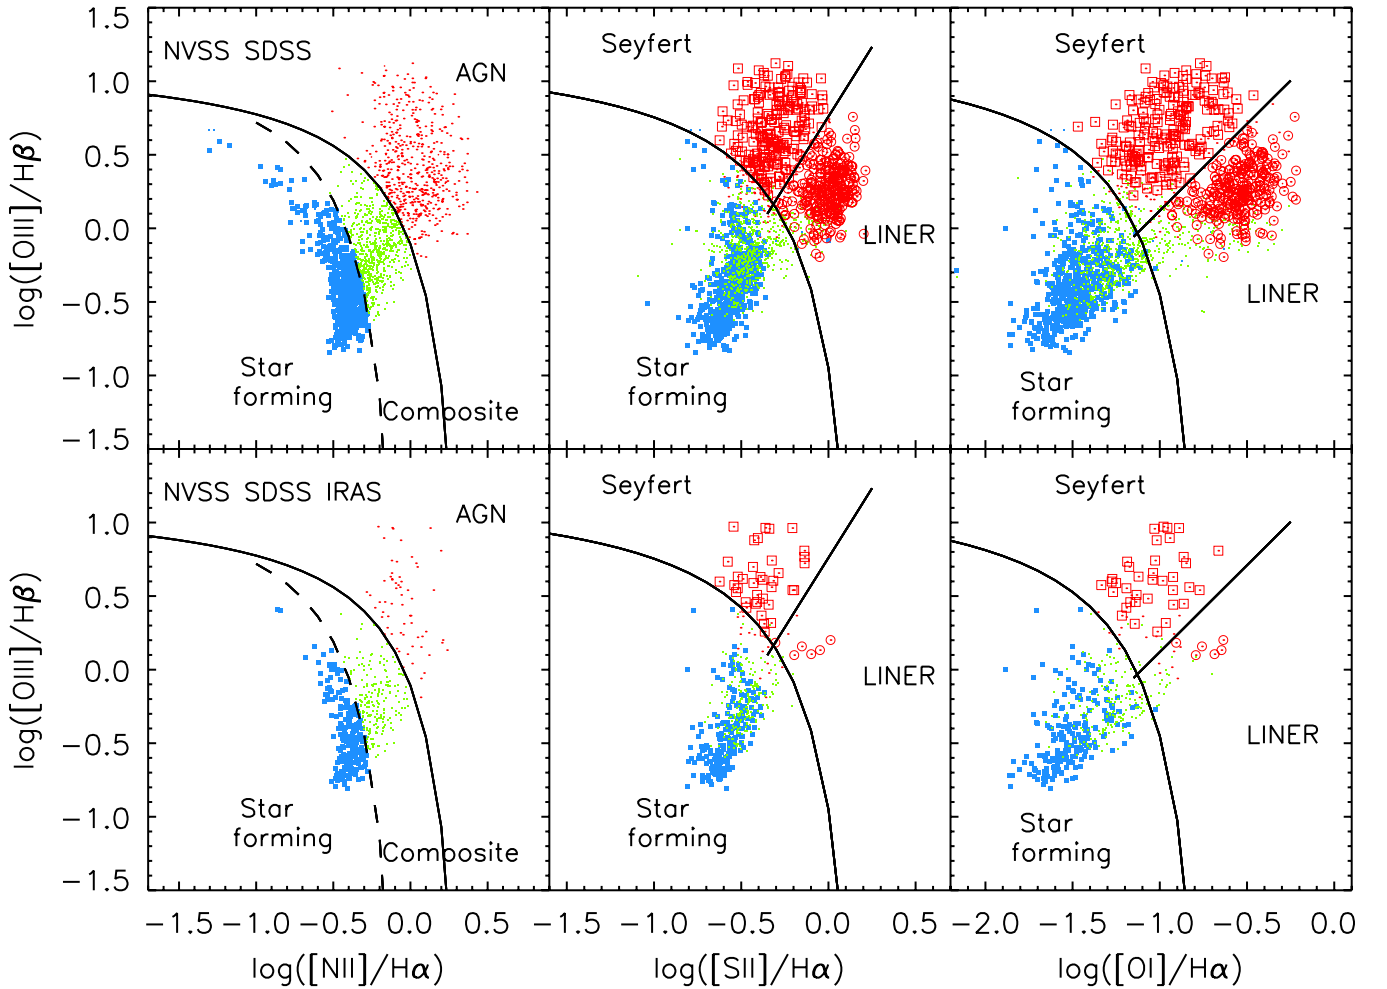 1.5
1.0
0.5
0.0
−0.5
−1.0
−1.5
log([OIII]/Hβ)
NVSS SDSS
AGN
Star
forming
Composite
Seyfert
LINER
Star
forming
Seyfert
LINER
Star
forming
1.0
0.5
0.0
−0.5
−1.0
−1.5
log([OIII]/Hβ)
NVSS SDSS IRAS
AGN
Star
forming
Composite
Seyfert
LINER
Star
forming
Seyfert
LINER
Star
forming
−1.5 −1.0 −0.5 0.0 0.5
−1.5 −1.0 −0.5 0.0 0.5
−2.0 −1.5 −1.0 −0.5 0.0
log([NII]/Hα)
log([SII]/Hα)
log([OI]/Hα)